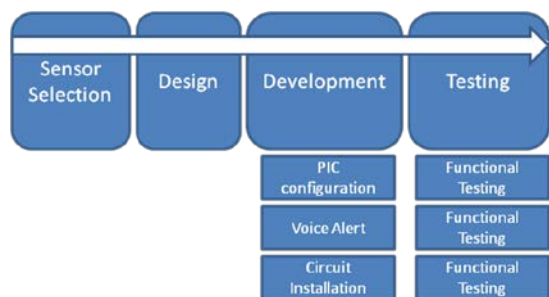 Sensor
Selection
Design
Development
Testing
PIC
configuration
Functional
Testing
Voice Alert
Functional
Testing
Circuit
Installation
Functional
Testing